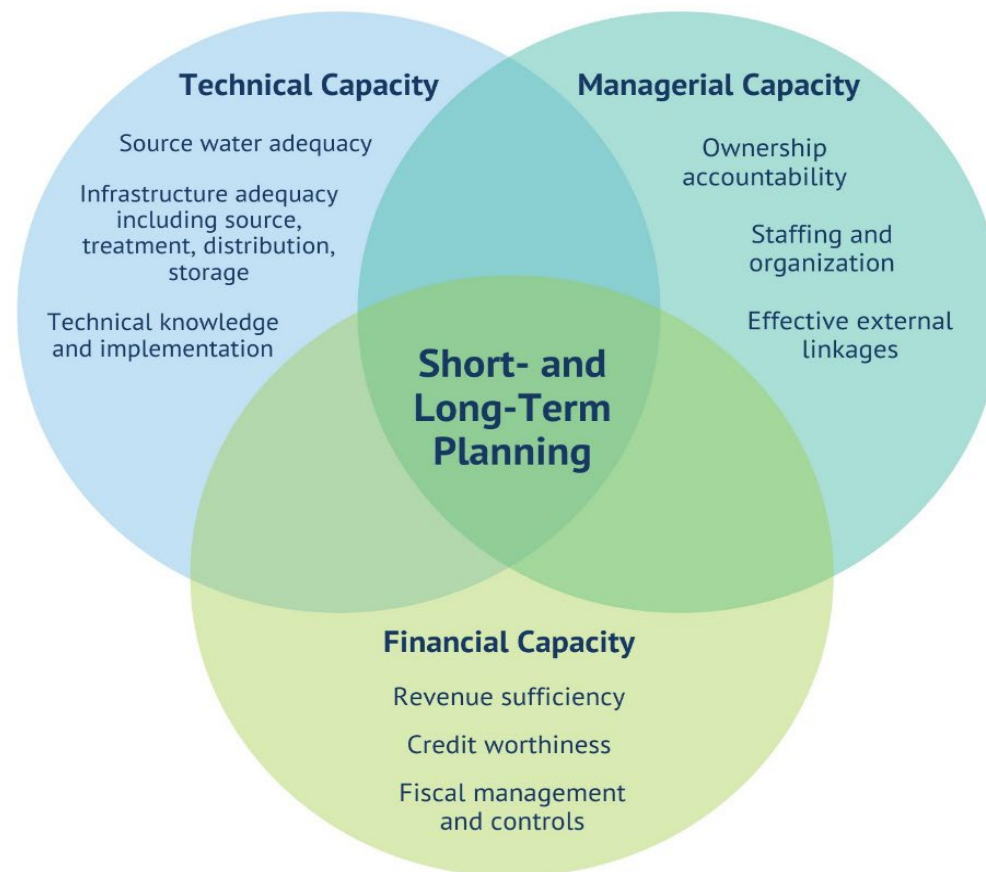 Technical Capacity
Source water adequacy
Infrastructure adequacy
including source,
treatment, distribution,
storage
Technical knowledge
and implementation
Managerial Capacity
Ownership
accountability
Staffing and
organization
Effective external
linkages
Short- and
Long-Term
Planning
Financial Capacity
Revenue sufficiency
Credit worthiness
Fiscal management
and controls